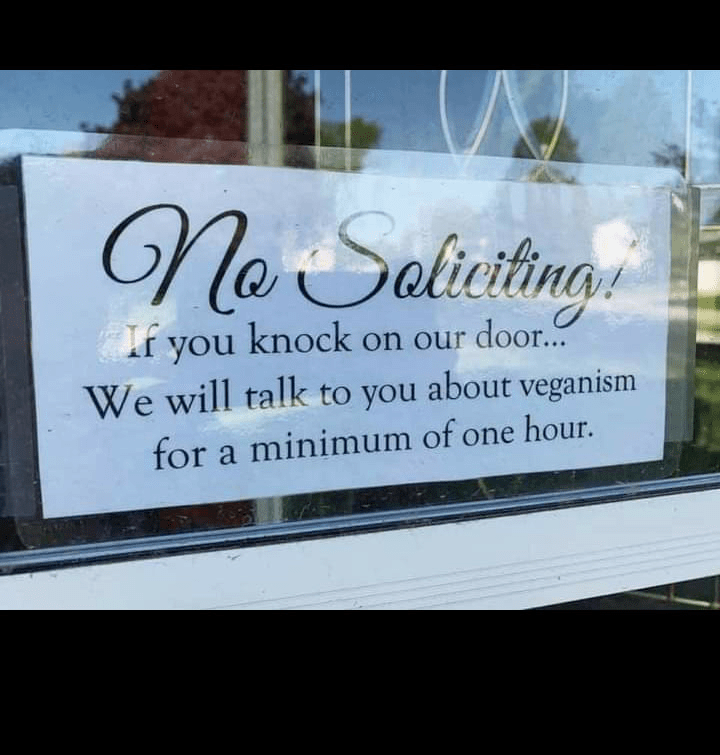 No Soliciting!
If you knock on our door...
We will talk to you about veganism
for a minimum of one hour.